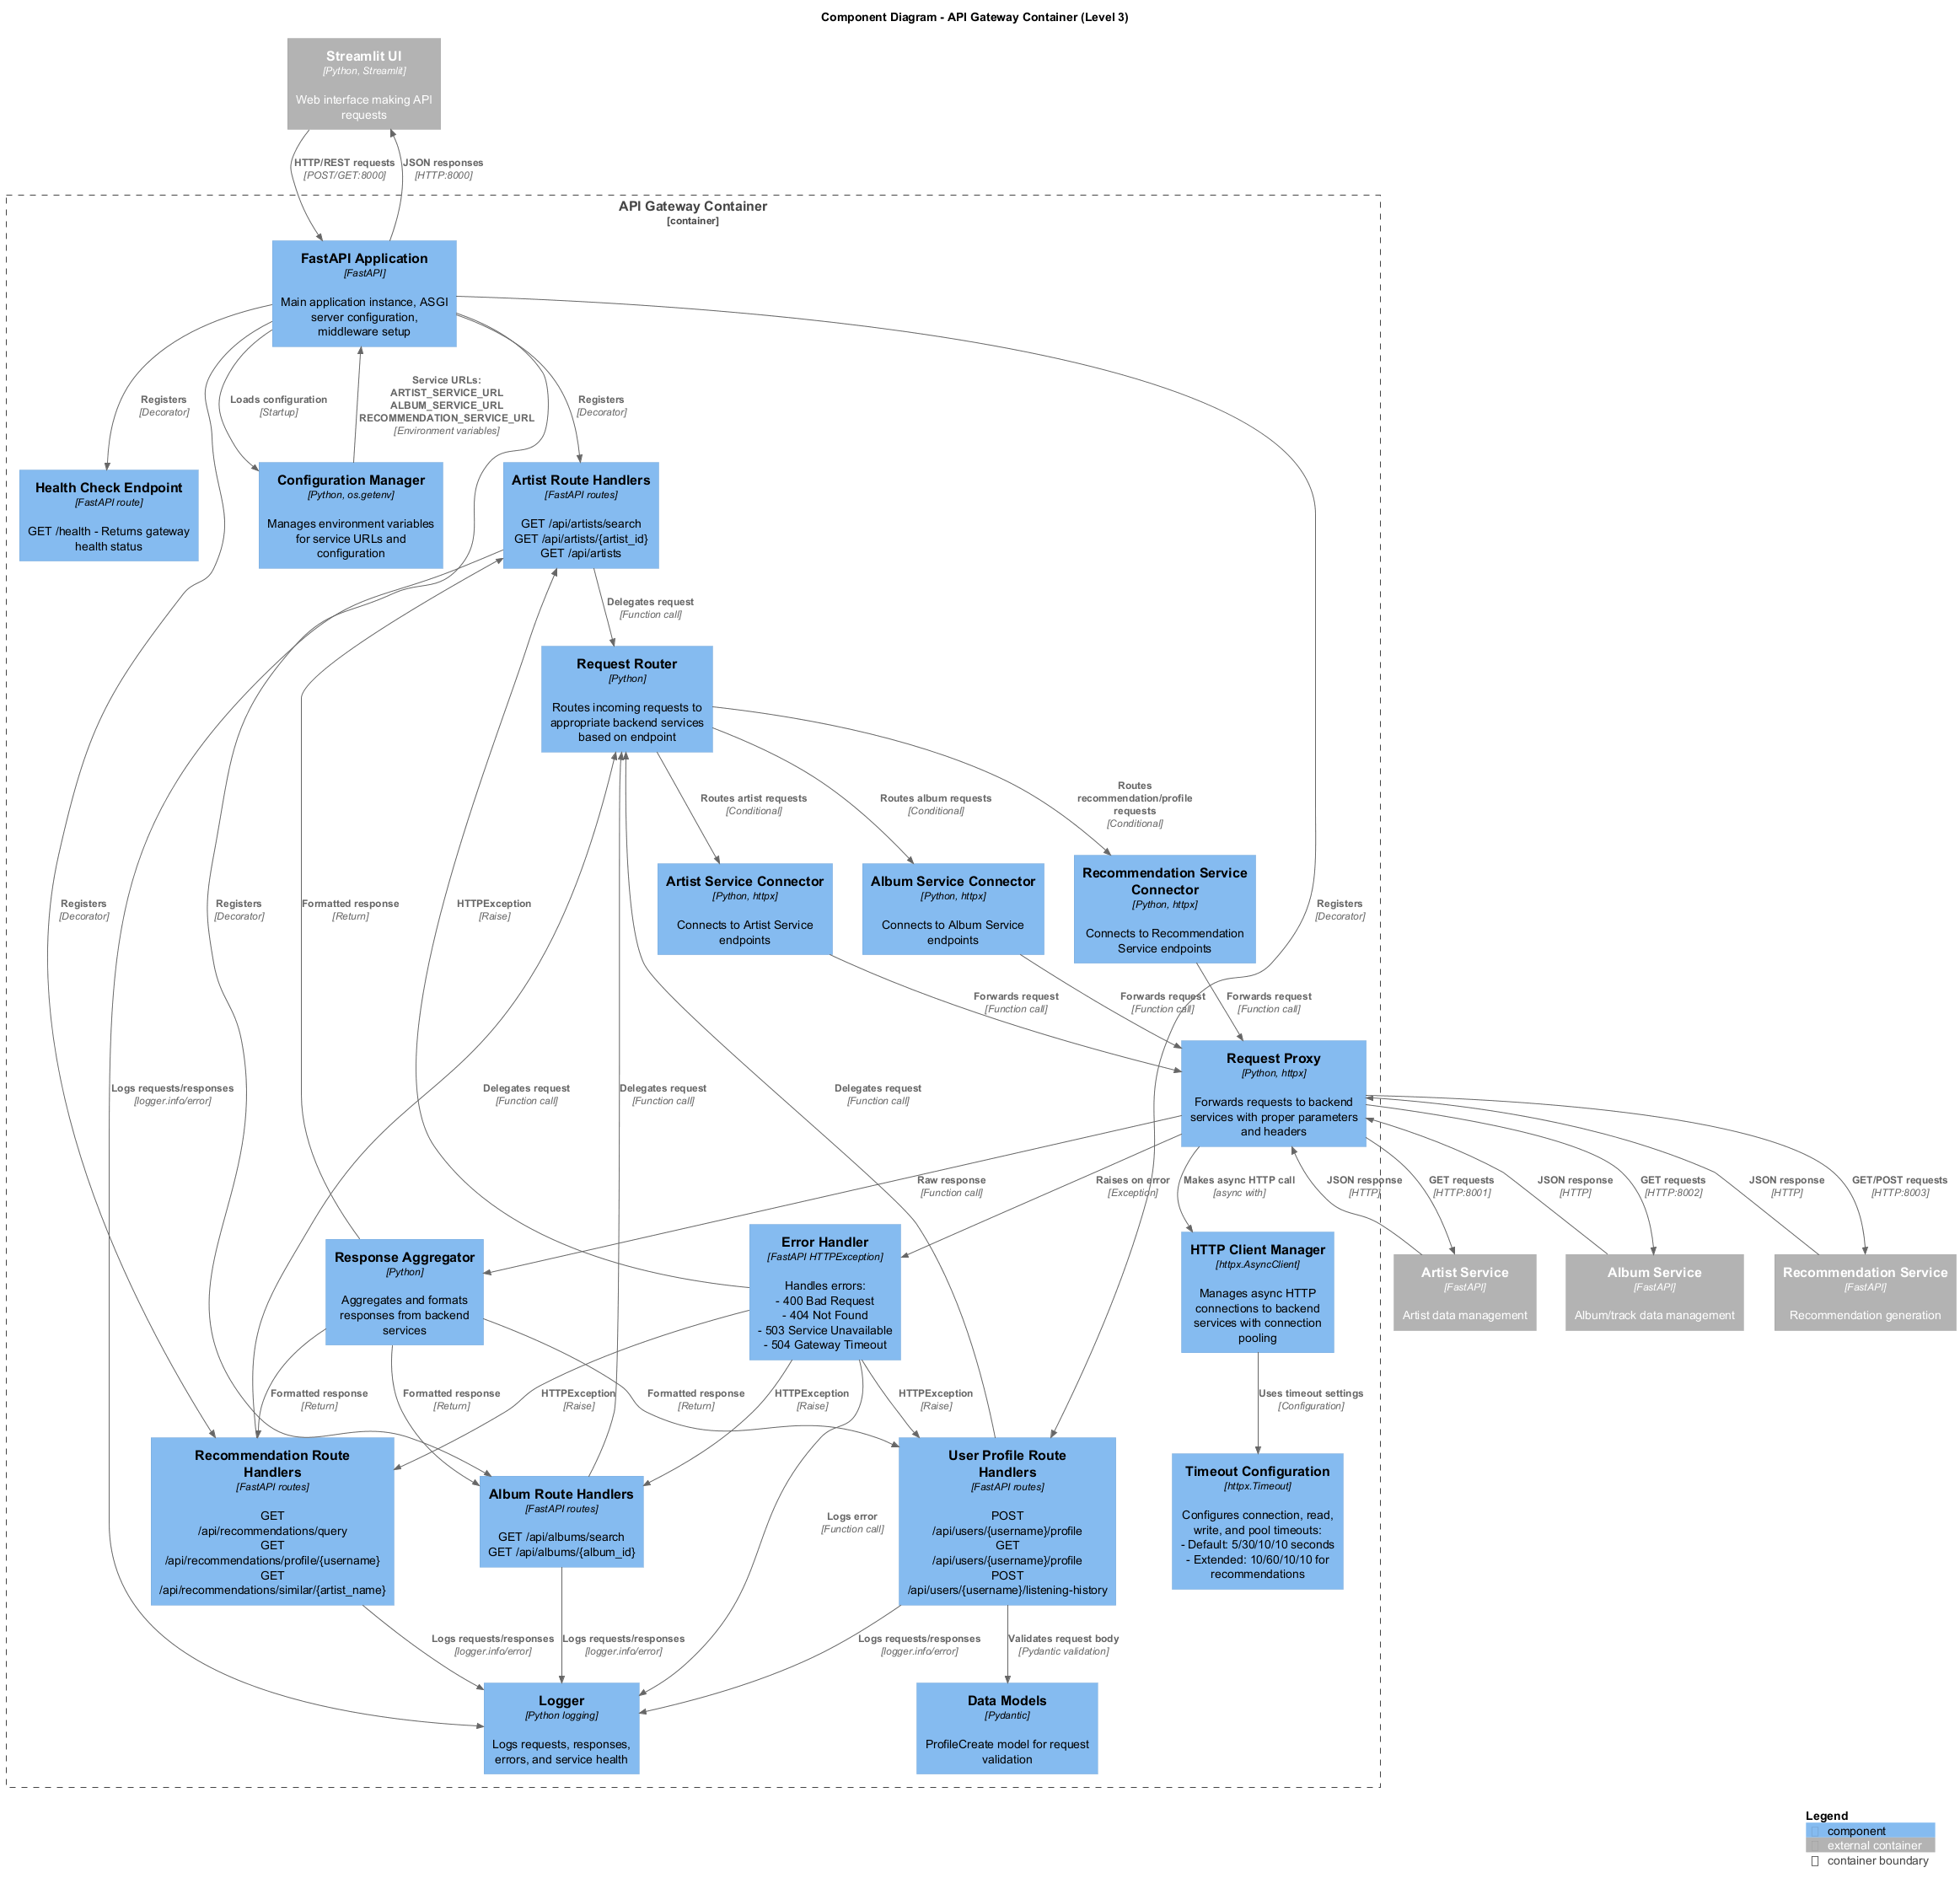 Component Diagram - API Gateway Container (Level 3)
Streamlit UI
[Python, Streamlit]
Web interface making API
requests
HTTP/REST requests
[POST/GET:8000]
JSON responses
[HTTP:8000]
API Gateway Container
[container]
FastAPI Application
[FastAPI]
Main application instance, ASGI
server configuration,
middleware setup
Registers
[Decorator]
Loads configuration
[Startup]
Service URLs:
ARTIST_SERVICE_URL
ALBUM_SERVICE_URL
RECOMMENDATION_SERVICE_URL
[Environment variables]
Registers
[Decorator]
Health Check Endpoint
[FastAPI route]
GET /health - Returns gateway
health status
Configuration Manager
[Python, os.getenv]
Manages environment variables
for service URLs and
configuration
Artist Route Handlers
[FastAPI routes]
GET /api/artists/search
GET /api/artists/{artist_id}
GET /api/artists
Delegates request
[Function call]
Request Router
[Python]
Routes incoming requests to
appropriate backend services
based on endpoint
Routes artist requests
[Conditional]
Routes album requests
[Conditional]
Routes
recommendation/profile
requests
[Conditional]
Artist Service Connector
[Python, httpx]
Connects to Artist Service
endpoints
Album Service Connector
[Python, httpx]
Connects to Album Service
endpoints
Recommendation Service
Connector
[Python, httpx]
Connects to Recommendation
Service endpoints
Registers
[Decorator]
Registers
[Decorator]
Formatted response
[Return]
HTTPException
[Raise]
Registers
[Decorator]
Forwards request
[Function call]
Forwards request
[Function call]
Forwards request
[Function call]
Logs requests/responses
[logger.info/error]
Delegates request
[Function call]
Delegates request
[Function call]
Delegates request
[Function call]
Request Proxy
[Python, httpx]
Forwards requests to backend
services with proper parameters
and headers
Raw response
[Function call]
Raises on error
[Exception]
Makes async HTTP call
[async with]
JSON response
[HTTP]
GET requests
[HTTP:8001]
JSON response
[HTTP]
GET requests
[HTTP:8002]
JSON response
[HTTP]
GET/POST requests
[HTTP:8003]
Response Aggregator
[Python]
Aggregates and formats
responses from backend
services
Error Handler
[FastAPI HTTPException]
Handles errors:
- 400 Bad Request
- 404 Not Found
- 503 Service Unavailable
- 504 Gateway Timeout
HTTP Client Manager
[httpx.AsyncClient]
Manages async HTTP
connections to backend
services with connection
pooling
Artist Service
[FastAPI]
Artist data management
Album Service
[FastAPI]
Album/track data management
Recommendation Service
[FastAPI]
Recommendation generation
Formatted response
[Return]
Formatted response
[Return]
HTTPException
[Raise]
Formatted response
[Return]
HTTPException
[Raise]
HTTPException
[Raise]
Uses timeout settings
[Configuration]
Recommendation Route
Handlers
[FastAPI routes]
GET
/api/recommendations/query
GET
/api/recommendations/profile/{username}
GET
/api/recommendations/similar/{artist_name}
Album Route Handlers
[FastAPI routes]
GET /api/albums/search
GET /api/albums/{album_id}
Logs error
[Function call]
User Profile Route
Handlers
[FastAPI routes]
POST
/api/users/{username}/profile
GET
/api/users/{username}/profile
POST
/api/users/{username}/listening-history
Timeout Configuration
[httpx.Timeout]
Configures connection, read,
write, and pool timeouts:
- Default: 5/30/10/10 seconds
- Extended: 10/60/10/10 for
recommendations
Logs requests/responses
[logger.info/error]
Logs requests/responses
[logger.info/error]
Logs requests/responses
[logger.info/error]
Validates request body
[Pydantic validation]
Logger
[Python logging]
Logs requests, responses,
errors, and service health
Data Models
[Pydantic]
ProfileCreate model for request
validation
Legend
component
external container
container boundary